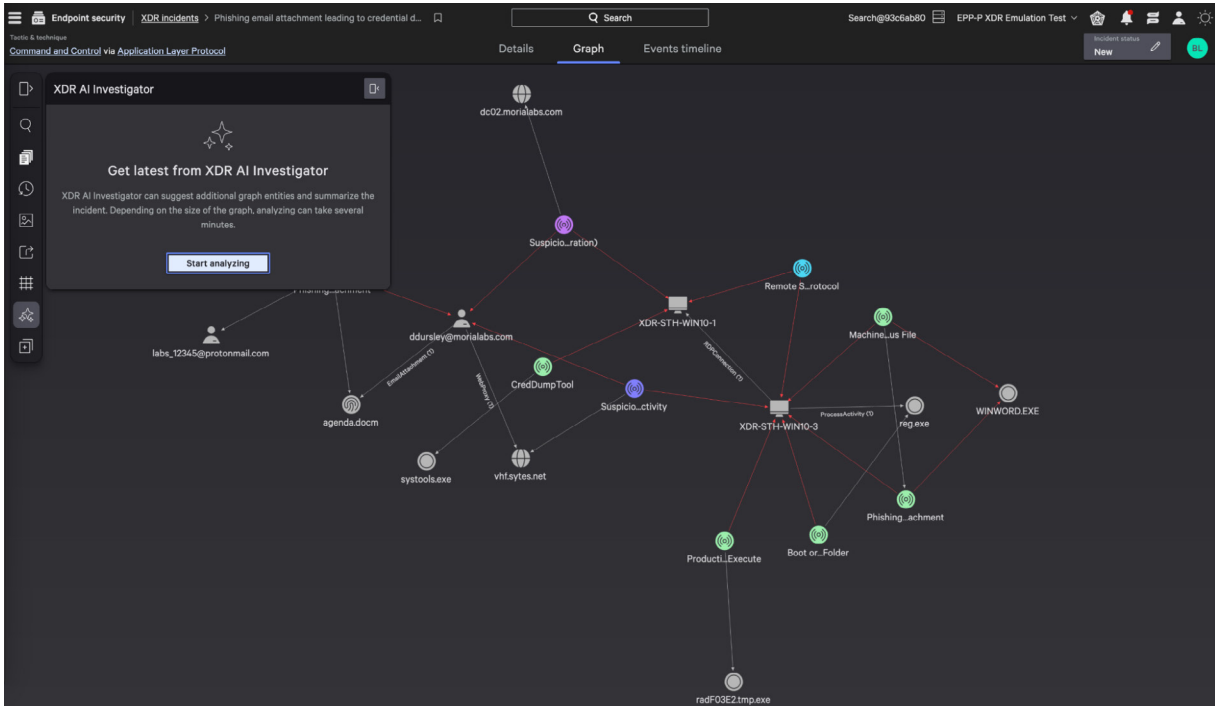 Endpoint security XDR incidents > Phishing email attachment leading to credential d...
Search
Search@93c6ab80 EPP-P XDR Emulation Test
Tactic & technique
Command and Control via Application Layer Protocol
Details Graph Events timeline
Incident status
New
BL
XDR AI Investigator
Get latest from XDR AI Investigator
XDR AI Investigator can suggest additional graph entities and summarize the
incident. Depending on the size of the graph, analyzing can take several
minutes.
Start analyzing
dc02.morialabs.com
Suspicio...ration)
Remote S...rotocol
Phishing...achment
XDR-STH-WIN10-1
ddursley@morialabs.com
Machine...us File
labs_12345@protonmail.com
EmailAttachment (1)
WebProxy (1)
RDPConnection (1)
CredDumpTool
Suspicio...ctivity
agenda.docm
ProcessActivity (1)
WINWORD.EXE
XDR-STH-WIN10-3
reg.exe
systools.exe
vhf.sytes.net
Phishing...achment
Boot or...Folder
Producti...Execute
radF03E2.tmp.exe